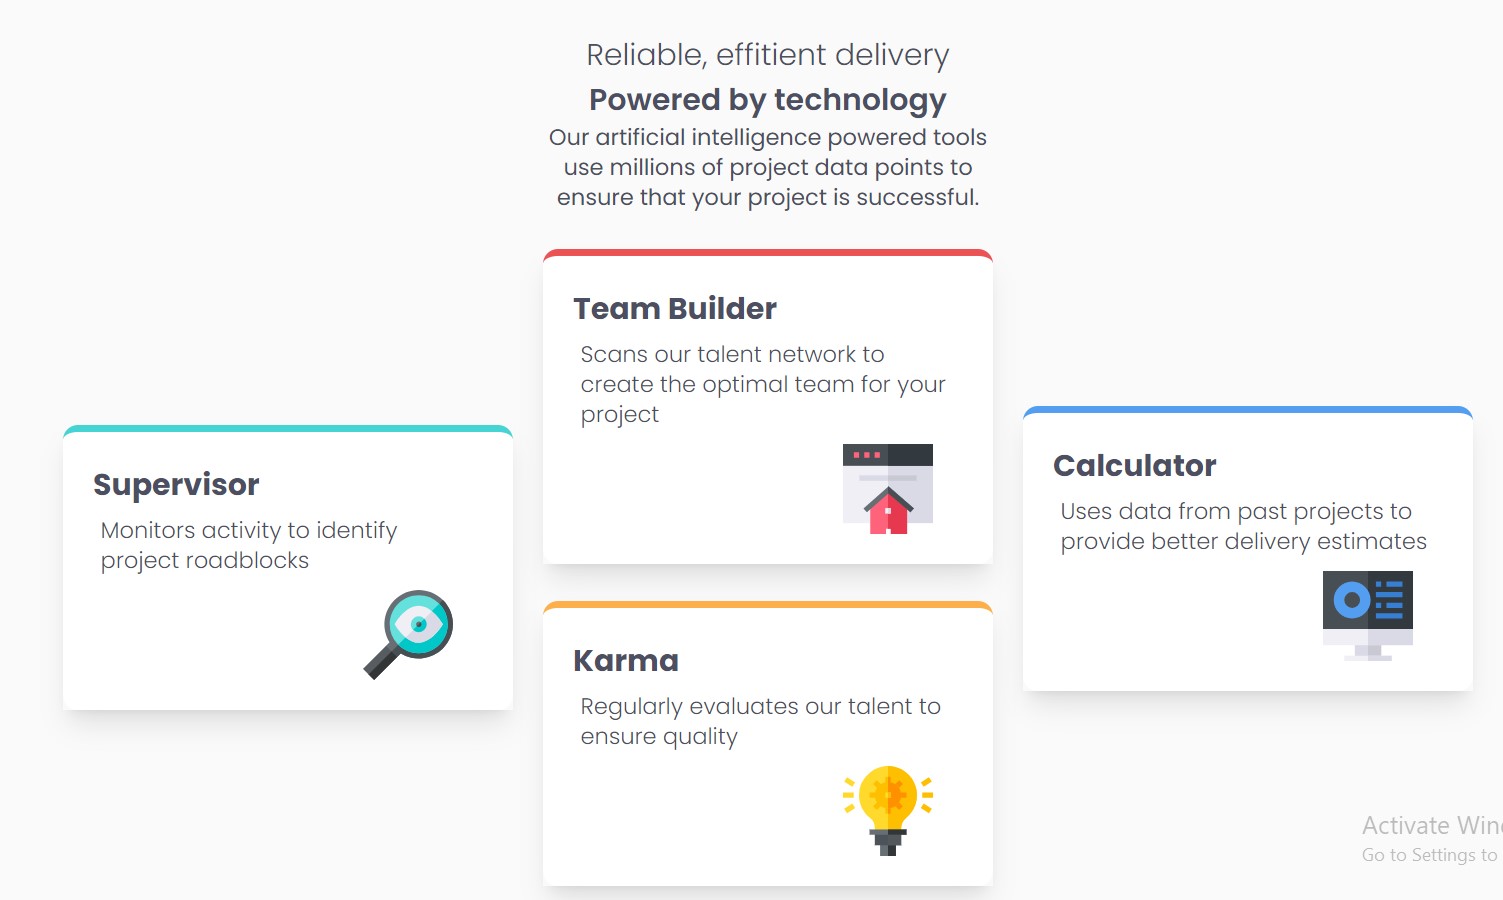 Reliable, effitient delivery
Powered by technology
Our artificial intelligence powered tools
use millions of project data points to
ensure that your project is successful.
Team Builder
Scans our talent network to
create the optimal team for your
project
Supervisor
Monitors activity to identify
project roadblocks
Calculator
Uses data from past projects to
provide better delivery estimates
Karma
Regularly evaluates our talent to
ensure quality
Activate
Go to Settings to